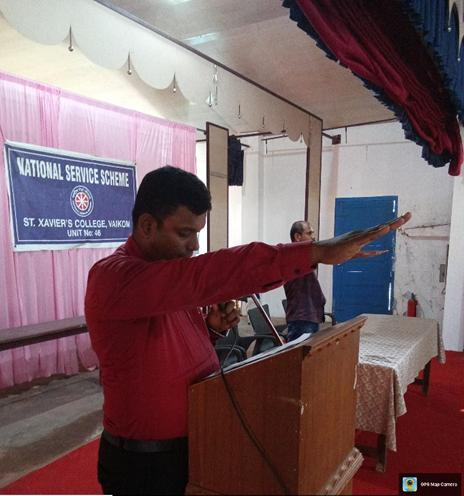 NATIONAL SERVICE SCHEME
ST. XAVIER'S COLLEGE, VAIKOM
UNIT No: 48
GPS Map Camera